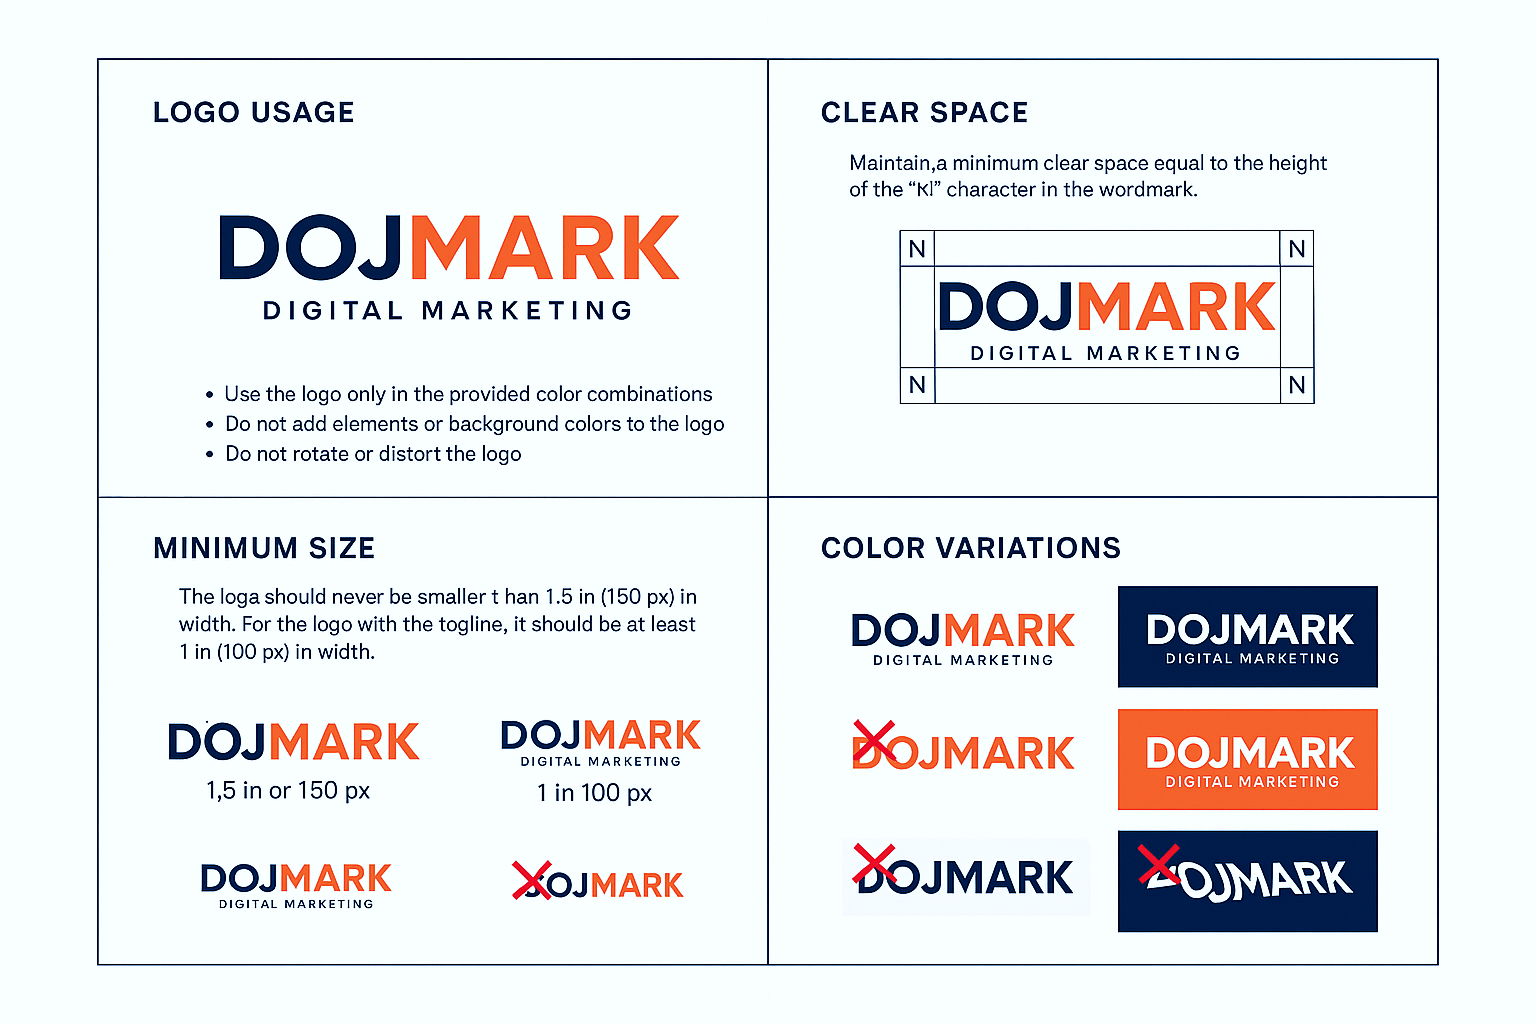 LOGO USAGE
DOJMARK
DIGITAL MARKETING
• Use the logo only in the provided color combinations
• Do not add elements or background colors to the logo
• Do not rotate or distort the logo
CLEAR SPACE
Maintain,a minimum clear space equal to the height
of the “Kl” character in the wordmark.
N N
DOJMARK
DIGITAL MARKETING
N N
MINIMUM SIZE
The loga should never be smaller t han 1.5 in (150 px) in
width. For the logo with the togline, it should be at least
1 in (100 px) in width.
DOJMARK
1,5 in or 150 px
DOJMARK
DIGITAL MARKETING
1 in 100 px
DOJMARK
DIGITAL MARKETING
OJMARK
COLOR VARIATIONS
DOJMARK
DIGITAL MARKETING
DOJMARK
DIGITAL MARKETING
DOJMARK
DOJMARK
DIGITAL MARKETING
DOJMARK
DOJMARK